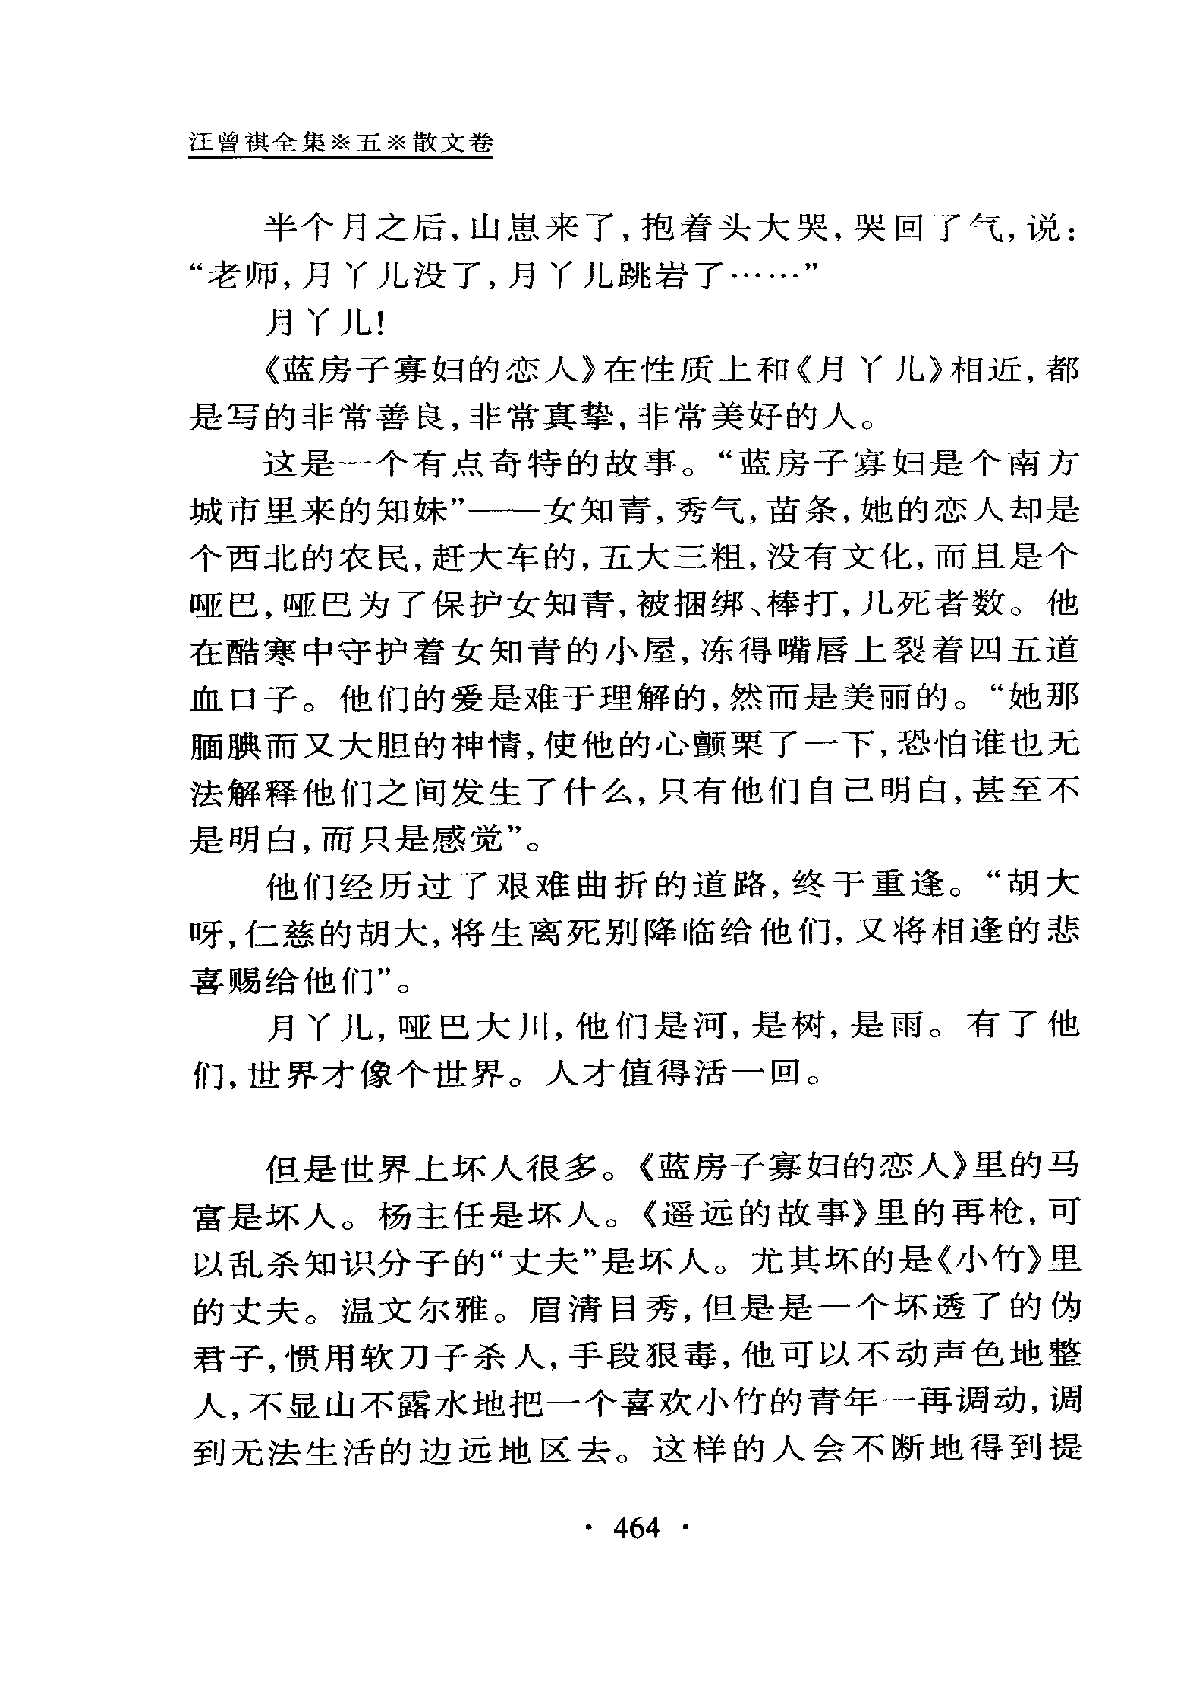 汪曾祺全集※五※散文卷
半个月之后,山崽来了,抱着头大哭,哭回了气,说:
“老师,月丫儿没了,月丫儿跳岩了……”
月丫儿!
《蓝房子寡妇的恋人》在性质上和《月丫儿》相近,都
是写的非常善良,非常真挚,非常美好的人。
这是一个有点奇特的故事。“蓝房子寡妇是个南方
城市里来的知妹”——女知青,秀气,苗条,她的恋人却是
个西北的农民,赶大车的,五大三粗,没有文化,而且是个
哑巴,哑巴为了保护女知青,被捆绑、棒打,几死者数。他
在酷寒中守护着女知青的小屋,冻得嘴唇上裂着四五道
血口子。他们的爱是难于理解的,然而是美丽的。“她那
腼腆而又大胆的神情,使他的心颤栗了一下,恐怕谁也无
法解释他们之间发生了什么,只有他们自己明白,甚至不
是明白,而只是感觉”。
他们经历过了艰难曲折的道路,终于重逢。“胡大
呀,仁慈的胡大,将生离死别降临给他们,又将相逢的悲
喜赐给他们”。
月丫儿,哑巴大川,他们是河,是树,是雨。有了他
们,世界才像个世界。人才值得活一回。
但是世界上坏人很多。《蓝房子寡妇的恋人》里的马
富是坏人。杨主任是坏人。《遥远的故事》里的再枪,可
以乱杀知识分子的“丈夫”是坏人。尤其坏的是《小竹》里
的丈夫。温文尔雅。眉清目秀,但是是一个坏透了的伪
君子,惯用软刀子杀人,手段狠毒,他可以不动声色地整
人,不显山不露水地把一个喜欢小竹的青年一再调动,调
到无法生活的边远地区去。这样的人会不断地得到提
· 464 ·